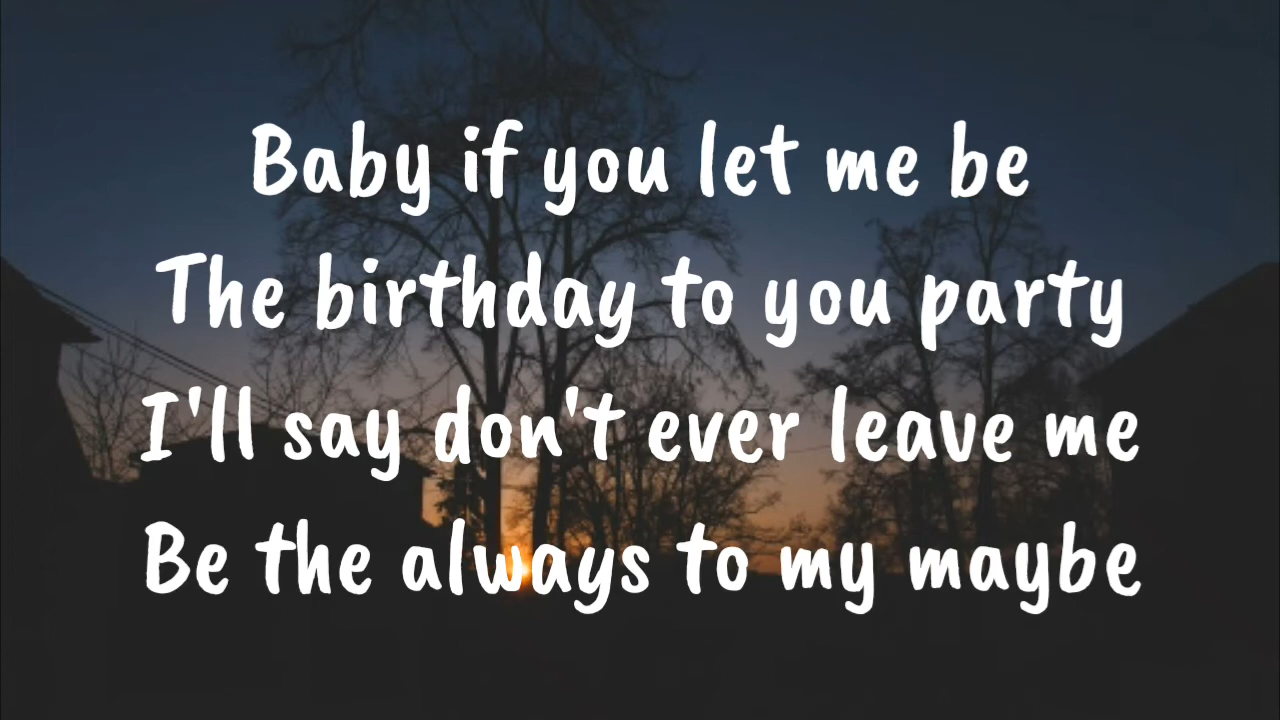 Baby if you let me be
The birthday to you party
I'll say don't ever leave me
Be the always to my maybe